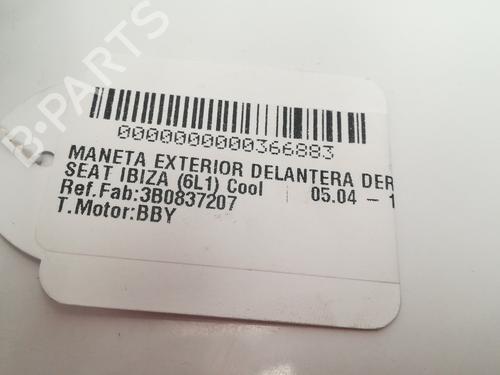 0000000000366883
MANETA EXTERIOR DELANTERA DER
SEAT IBIZA (6L1) Cool | 05.04 - 1
Ref.Fab:3B0837207
T.Motor:BBY
B-PARTS